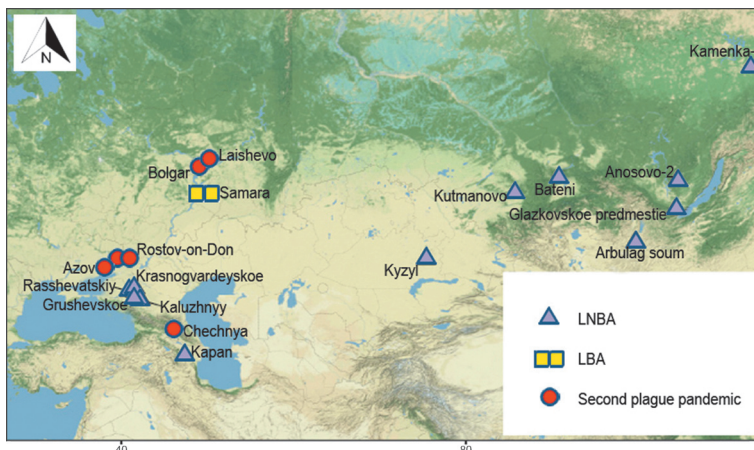 N
Kamenka-
Laishevo
Bolgar
Samara
Anosovo-2
Kutmanovo
Bateni
Glazkovskoe predmestie
Rostov-on-Don
Azov
Arbulag soum
Krasnogvardeyskoe
Kyzyl
Rasshevatskiy
Grushevskoe
Kaluzhnyy
Chechnya
Kapan
LNBA
LBA
Second plague pandemic
40
80